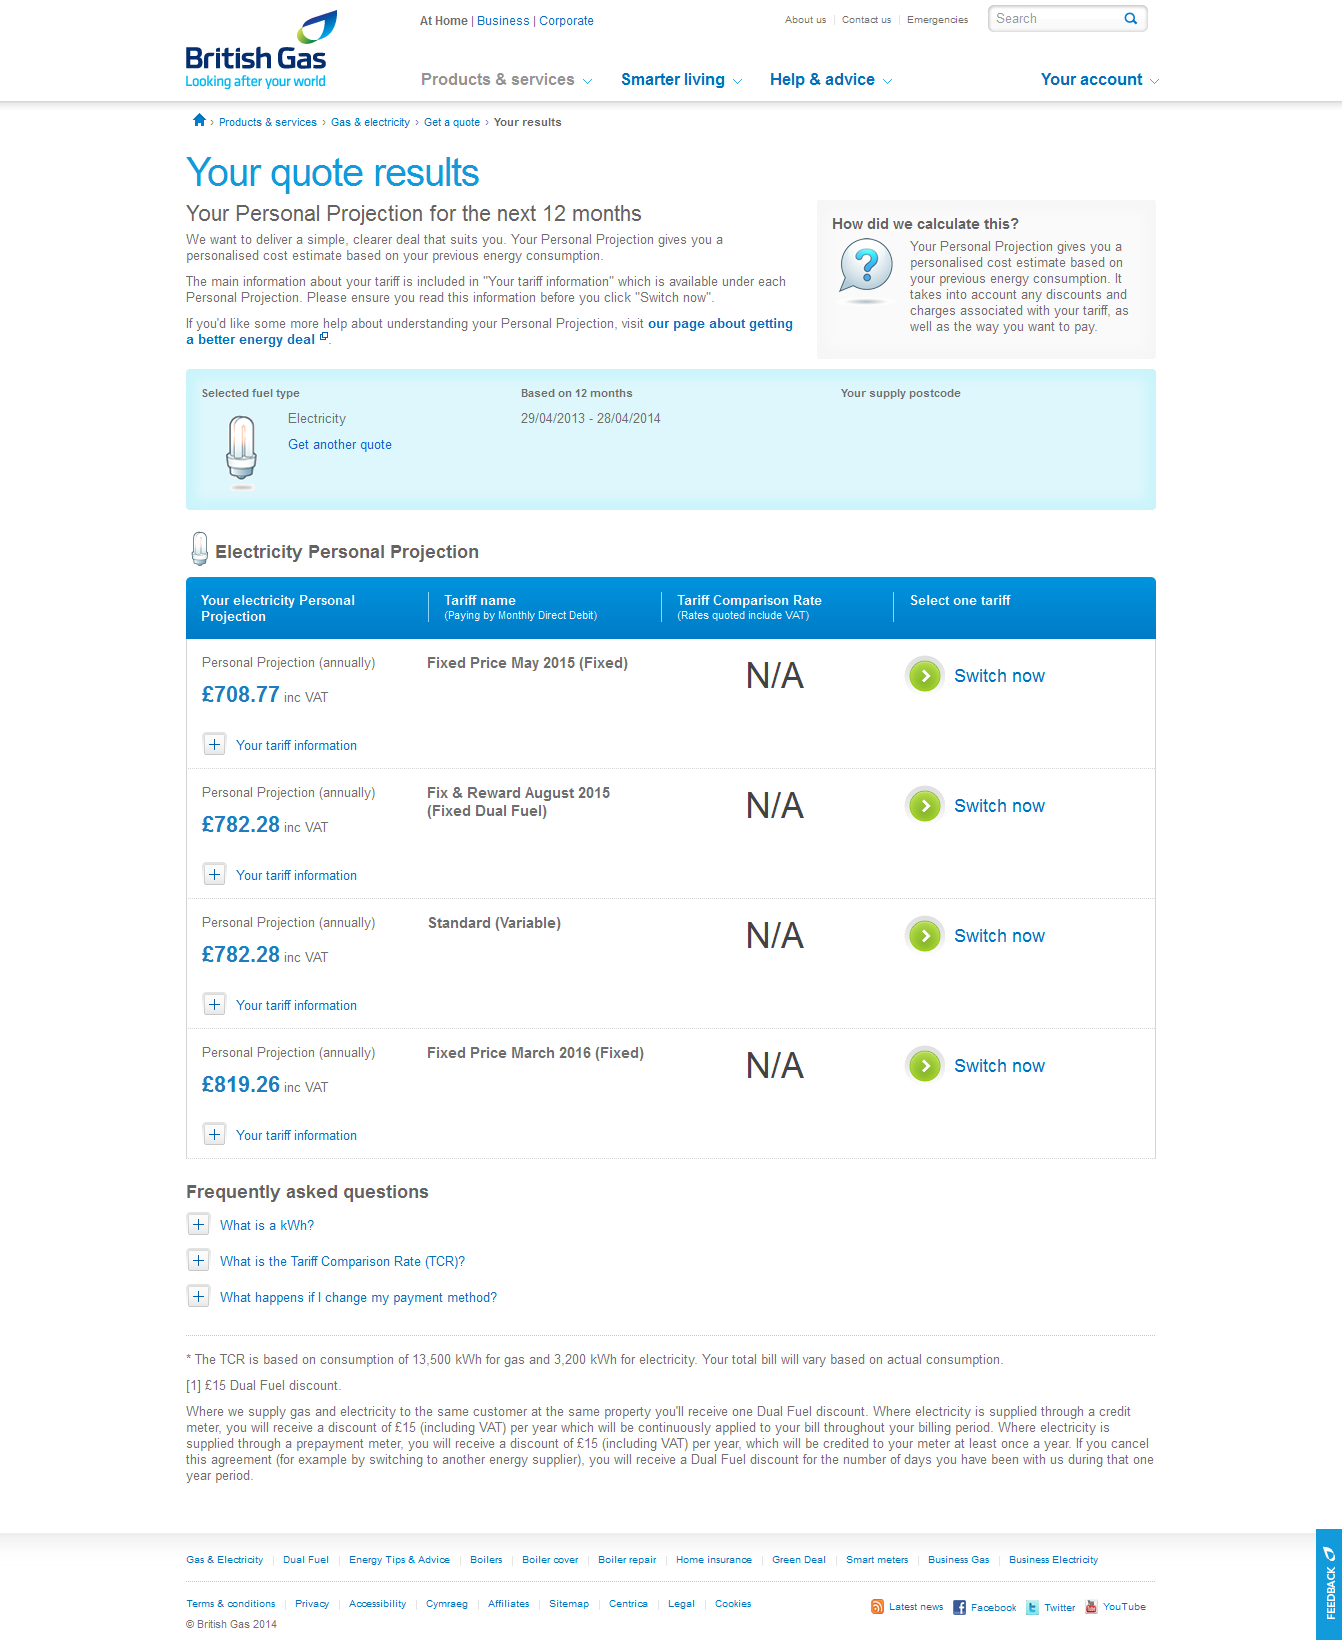 British Gas
Looking after your world
At Home | Business | Corporate
About us
Contact us
Emergencies
Search
Products & services
Smarter living
Help & advice
Your account
› Products & services › Gas & electricity › Get a quote › Your results
Your quote results
Your Personal Projection for the next 12 months
We want to deliver a simple, clearer deal that suits you. Your Personal Projection gives you a
personalised cost estimate based on your previous energy consumption.
The main information about your tariff is included in "Your tariff information" which is available under each
Personal Projection. Please ensure you read this information before you click "Switch now".
If you'd like some more help about understanding your Personal Projection, visit our page about getting
a better energy deal .
How did we calculate this?
Your Personal Projection gives you a
personalised cost estimate based on
your previous energy consumption. It
takes into account any discounts and
charges associated with your tariff, as
well as the way you want to pay.
Selected fuel type
Electricity
Get another quote
Based on 12 months
29/04/2013 - 28/04/2014
Your supply postcode
Electricity Personal Projection
Your electricity Personal
Projection
Tariff name
(Paying by Monthly Direct Debit)
Tariff Comparison Rate
(Rates quoted include VAT)
Select one tariff
Personal Projection (annually)
£708.77 inc VAT
Your tariff information
Fixed Price May 2015 (Fixed)
N/A
Switch now
Personal Projection (annually)
£782.28 inc VAT
Your tariff information
Fix & Reward August 2015
(Fixed Dual Fuel)
N/A
Switch now
Personal Projection (annually)
£782.28 inc VAT
Your tariff information
Standard (Variable)
N/A
Switch now
Personal Projection (annually)
£819.26 inc VAT
Your tariff information
Fixed Price March 2016 (Fixed)
N/A
Switch now
Frequently asked questions
What is a kWh?
What is the Tariff Comparison Rate (TCR)?
What happens if I change my payment method?
* The TCR is based on consumption of 13,500 kWh for gas and 3,200 kWh for electricity. Your total bill will vary based on actual consumption.
[1] £15 Dual Fuel discount.
Where we supply gas and electricity to the same customer at the same property you'll receive one Dual Fuel discount. Where electricity is supplied through a credit
meter, you will receive a discount of £15 (including VAT) per year which will be continuously applied to your bill throughout your billing period. Where electricity is
supplied through a prepayment meter, you will receive a discount of £15 (including VAT) per year, which will be credited to your meter at least once a year. If you cancel
this agreement (for example by switching to another energy supplier), you will receive a Dual Fuel discount for the number of days you have been with us during that one
year period.
Gas & Electricity
Dual Fuel
Energy Tips & Advice
Boilers
Boiler cover
Boiler repair
Home insurance
Green Deal
Smart meters
Business Gas
Business Electricity
Terms & conditions
Privacy
Accessibility
Cymraeg
Affiliates
Sitemap
Centrica
Legal
Cookies
Latest news
Facebook
Twitter
YouTube
© British Gas 2014
FEEDBACK